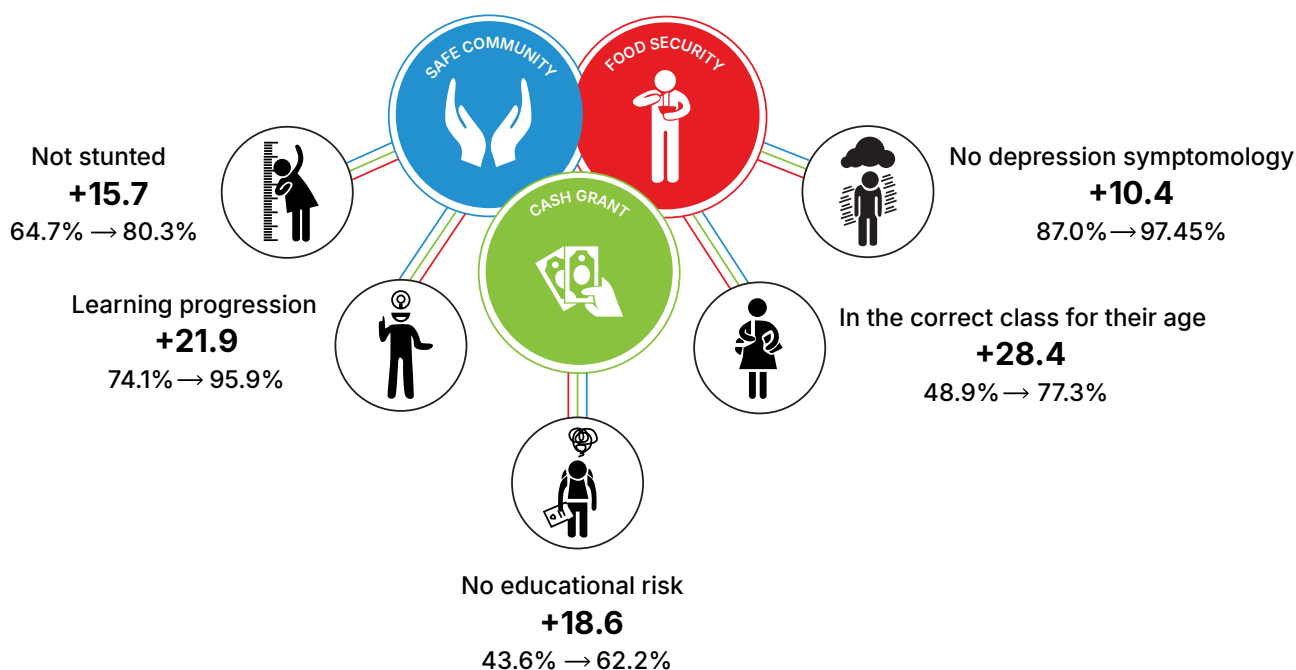 SAFE COMMUNITY
FOOD SECURITY
CASH GRANT
Not stunted
+15.7
64.7% → 80.3%
No depression symptomology
+10.4
87.0% → 97.45%
Learning progression
+21.9
74.1% → 95.9%
In the correct class for their age
+28.4
48.9% → 77.3%
No educational risk
+18.6
43.6% → 62.2%